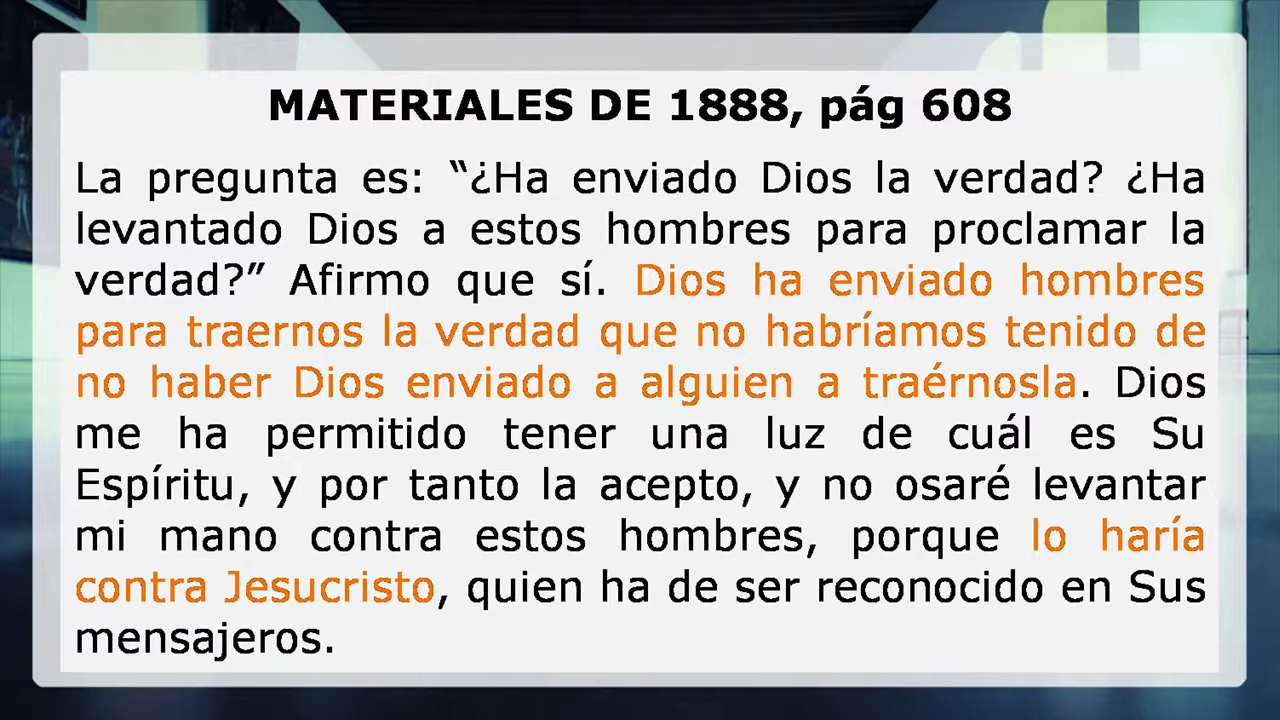 MATERIALES DE 1888, pág 608
La pregunta es: “¿Ha enviado Dios la verdad? ¿Ha
levantado Dios a estos hombres para proclamar la
verdad?” Afirmo que sí. Dios ha enviado hombres
para traernos la verdad que no habríamos tenido de
no haber Dios enviado a alguien a traérnosla. Dios
me ha permitido tener una luz de cuál es Su
Espíritu, y por tanto la acepto, y no osaré levantar
mi mano contra estos hombres, porque lo haría
contra Jesucristo, quien ha de ser reconocido en Sus
mensajeros.